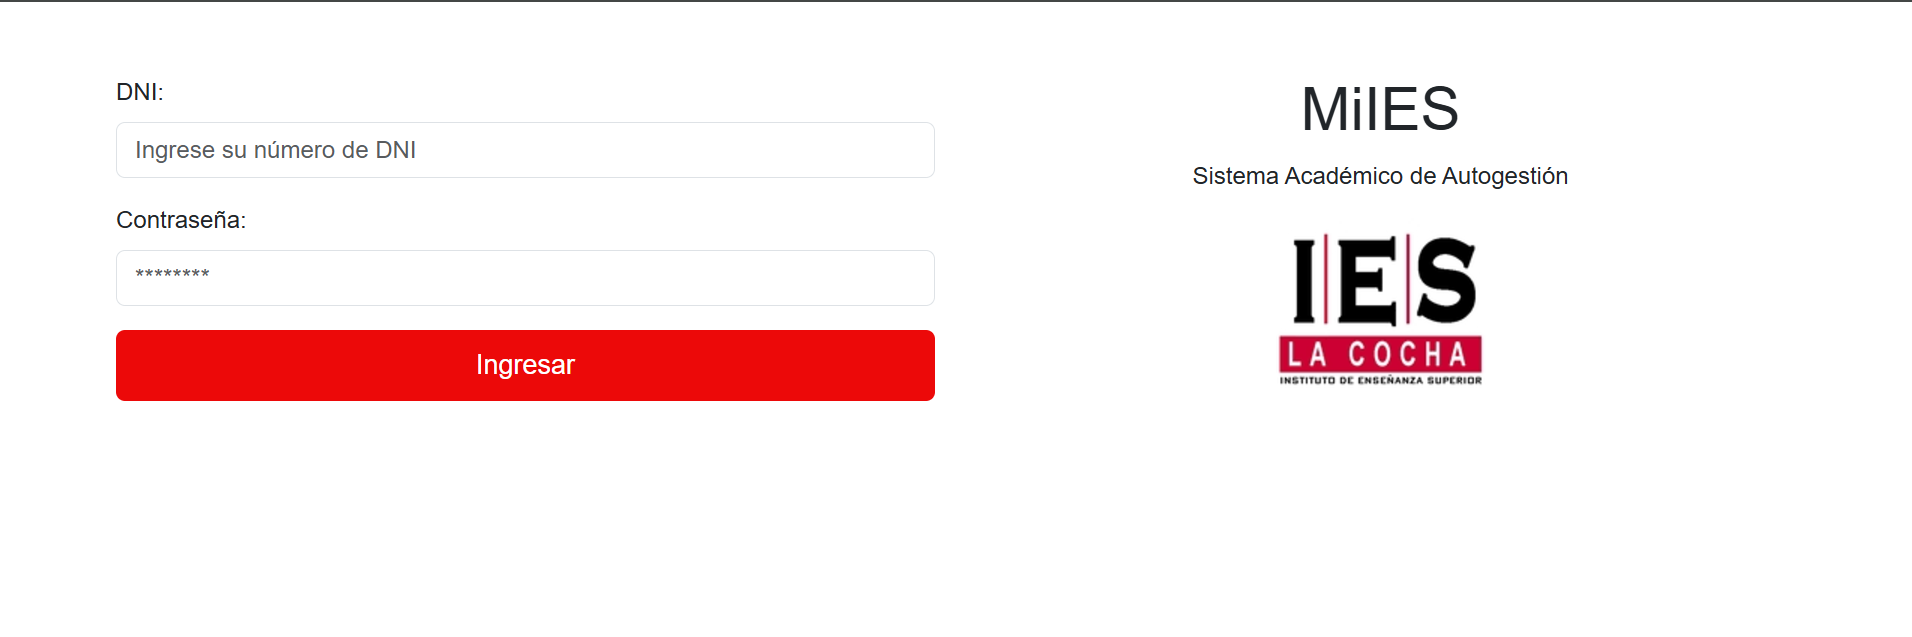 DNI:
Ingrese su número de DNI
Contraseña:
********
Ingresar
MiIES
Sistema Académico de Autogestión
I|E|S
LA COCHA
INSTITUTO DE ENSEÑANZA SUPERIOR